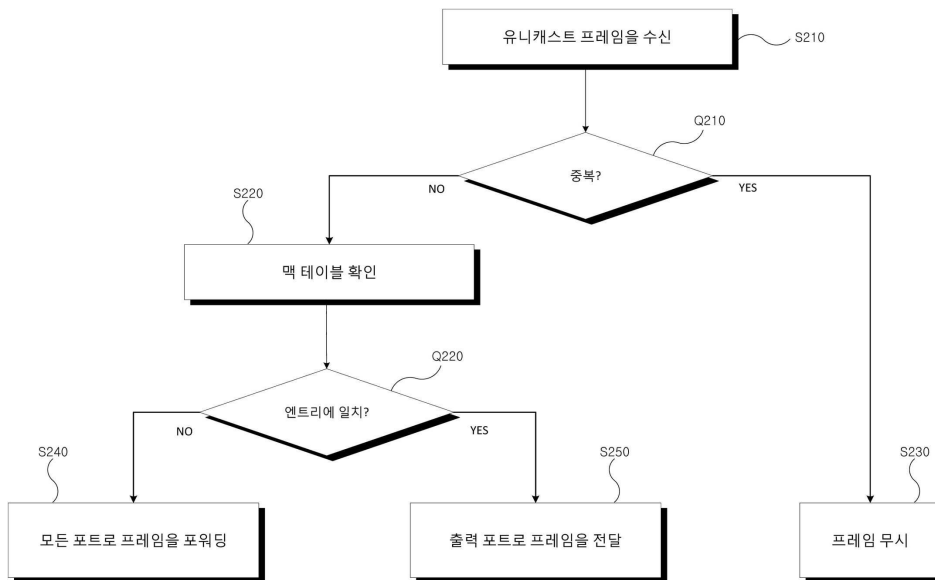 유니캐스트 프레임을 수신
S210
Q210
중복?
NO
YES
S220
맥 테이블 확인
Q220
엔트리에 일치?
NO
YES
S240
S250
S230
모든 포트로 프레임을 포워딩
출력 포트로 프레임을 전달
프레임 무시